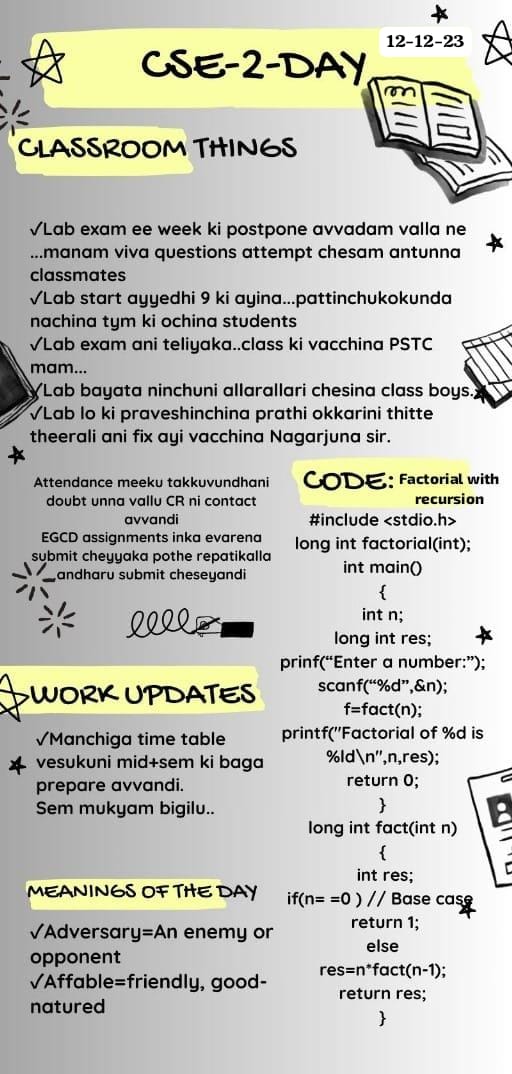 12-12-23
CSE-2-DAY
CLASSROOM THINGS
✓Lab exam ee week ki postpone avvadam valla ne
...manam viva questions attempt chesam antunna
classmates
✓Lab start ayyedhi 9 ki ayina...pattinchukokunda
nachina tym ki ochina students
✓Lab exam ani teliyaka..class ki vacchina PSTC
mam...
✓Lab bayata ninchuni allarallari chesina class boys..
✓Lab lo ki praveshinchina prathi okkarini thitte
theerali ani fix ayi vacchina Nagarjuna sir.
Attendance meeku takkuvundhani
doubt unna vallu CR ni contact
avvandi
EGCD assignments inka evarena
submit cheyyaka pothe repatikalla
andharu submit cheseyandi
WORK UPDATES
✓Manchiga time table
vesukuni mid+sem ki baga
prepare avvandi.
Sem mukyam bigilu..
MEANINGS OF THE DAY
✓Adversary=An enemy or
opponent
✓Affable=friendly, good-
natured
CODE: Factorial with
recursion
#include <stdio.h>
long int factorial(int);
int main()
{
int n;
long int res;
prinf(“Enter a number:”);
scanf(“%d”,&n);
f=fact(n);
printf("Factorial of %d is
%ld\n",n,res);
return 0;
}
long int fact(int n)
{
int res;
if(n= =0 ) // Base case
return 1;
else
res=n*fact(n-1);
return res;
}